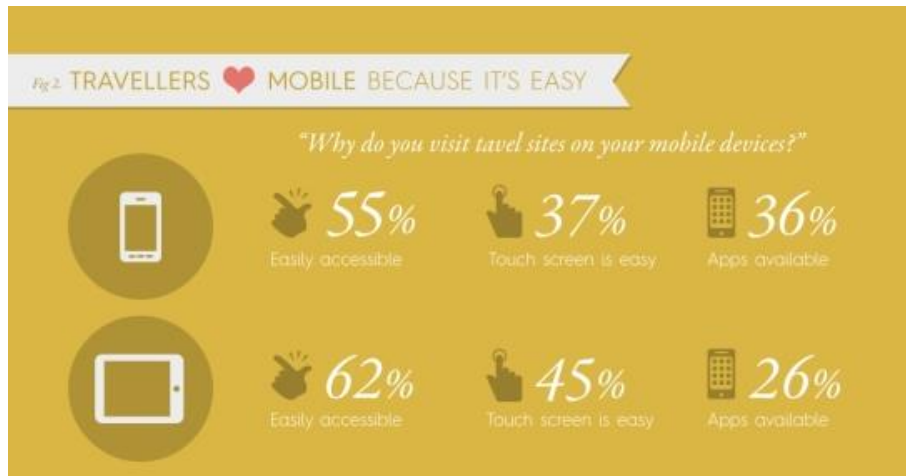 Fig 2. TRAVELLERS MOBILE BECAUSE IT'S EASY
“Why do you visit tavel sites on your mobile devices?”
55% 37% 36%
Easily accessible Touch screen is easy Apps available
62% 45% 26%
Easily accessible Touch screen is easy Apps available